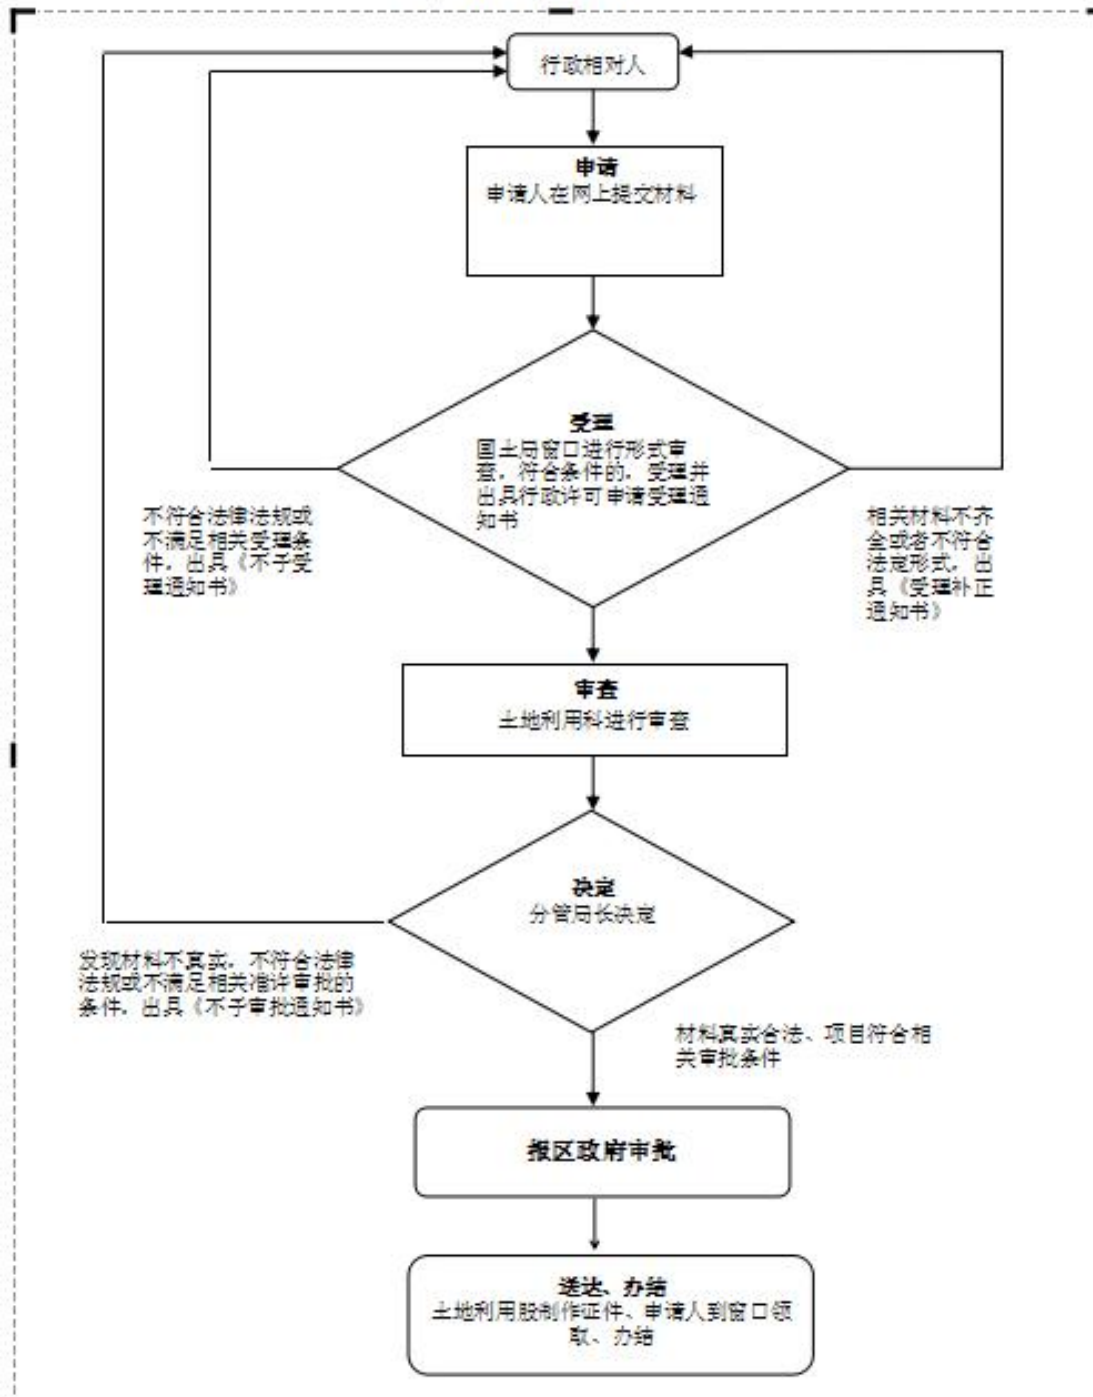 行政相对人
申请
申请人在网上提交材料
受理
国土局窗口进行形式审
查，符合条件的，受理并
出具行政许可申请受理通
知书
不符合法律法规或
不满足相关受理条
件，出具《不予受
理通知书》
相关材料不齐
全或者不符合
法定形式，出
具《受理补正
通知书》
审查
土地利用科进行审查
决定
分管局长决定
发现材料不真实，不符合法律
法规或不满足相关准许审批的
条件，出具《不予审批通知书》
材料真实合法、项目符合相
关审批条件
报区政府审批
送达、办结
土地利用股制作证件、申请人到窗口领
取、办结